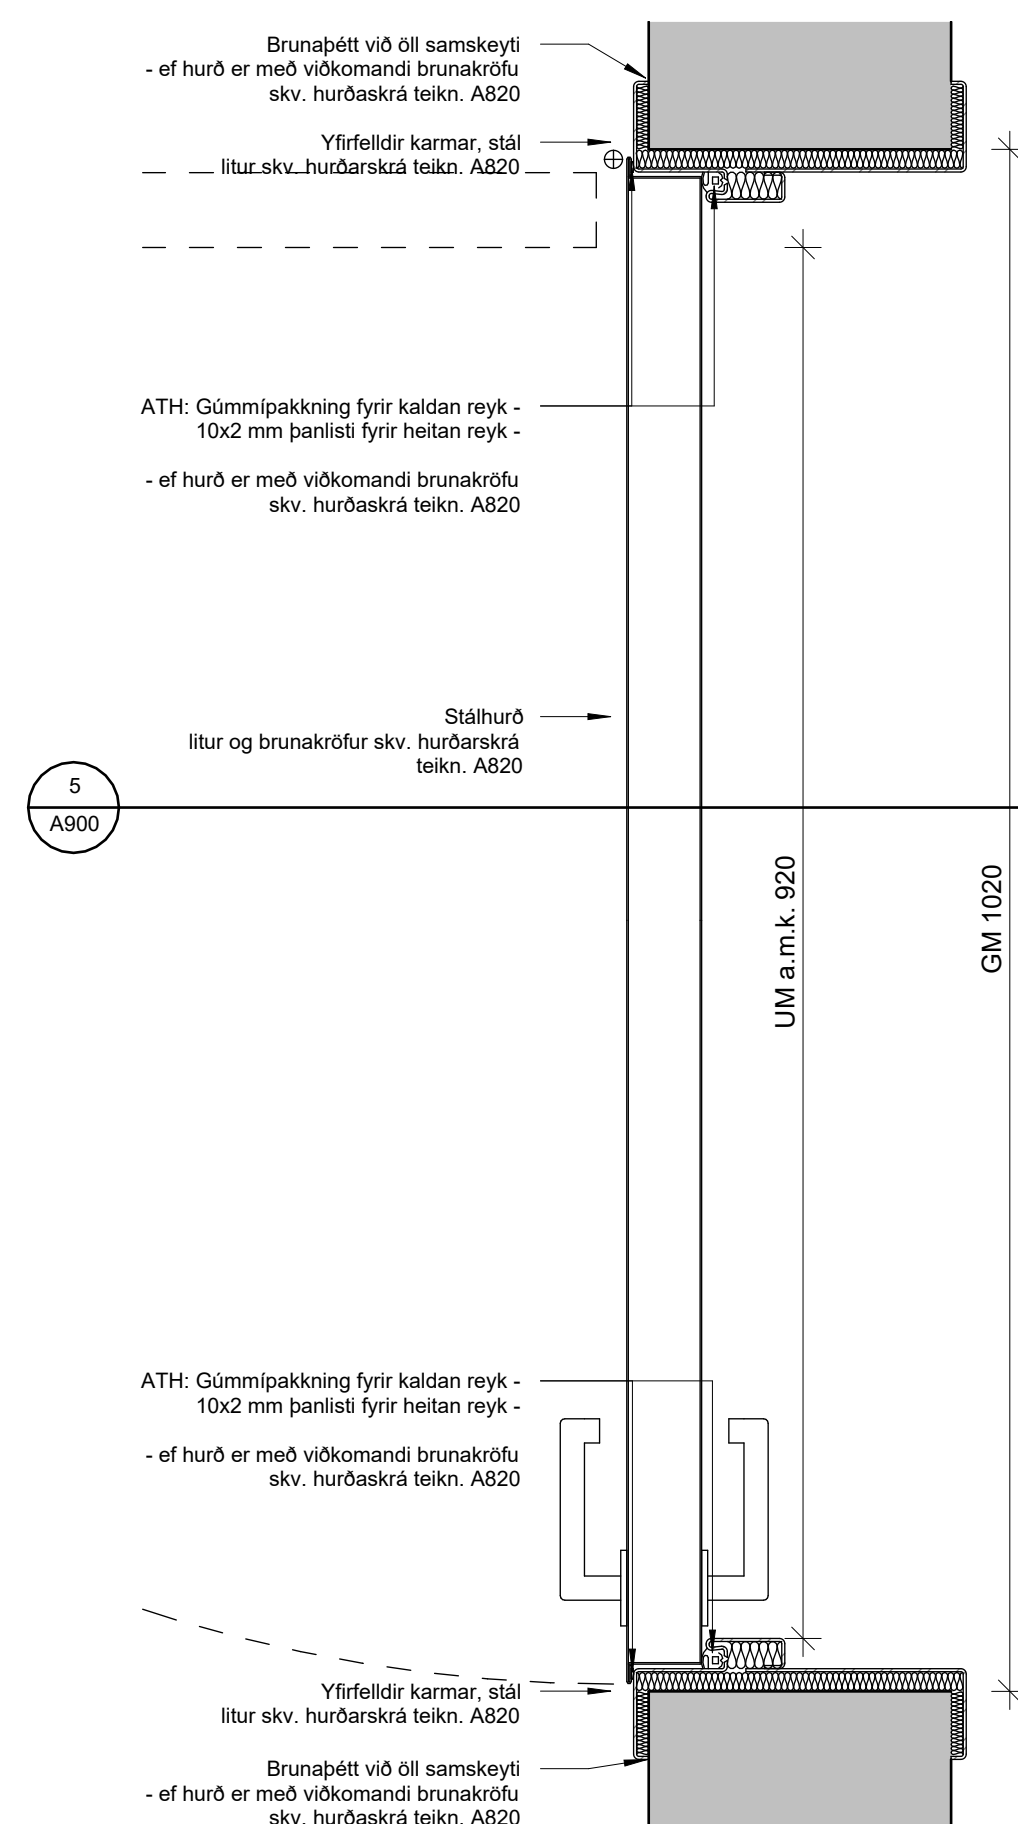 Brunaþétt við öll samskeyti
- ef hurð er með viðkomandi brunakröfu
skv. hurðaskrá teikn. A820
Yfirfelldir karmar, stál
litur skv. hurðarskrá teikn. A820
ATH: Gúmmípakkning fyrir kaldan reyk -
10x2 mm þanlisti fyrir heitan reyk -
- ef hurð er með viðkomandi brunakröfu
skv. hurðaskrá teikn. A820
Stálhurð
litur og brunakröfur skv. hurðarskrá
teikn. A820
5
A900
UM a.m.k. 920
GM 1020
ATH: Gúmmípakkning fyrir kaldan reyk -
10x2 mm þanlisti fyrir heitan reyk -
- ef hurð er með viðkomandi brunakröfu
skv. hurðaskrá teikn. A820
Yfirfelldir karmar, stál
litur skv. hurðarskrá teikn. A820
Brunaþétt við öll samskeyti
- ef hurð er með viðkomandi brunakröfu
skv. hurðaskrá teikn. A820